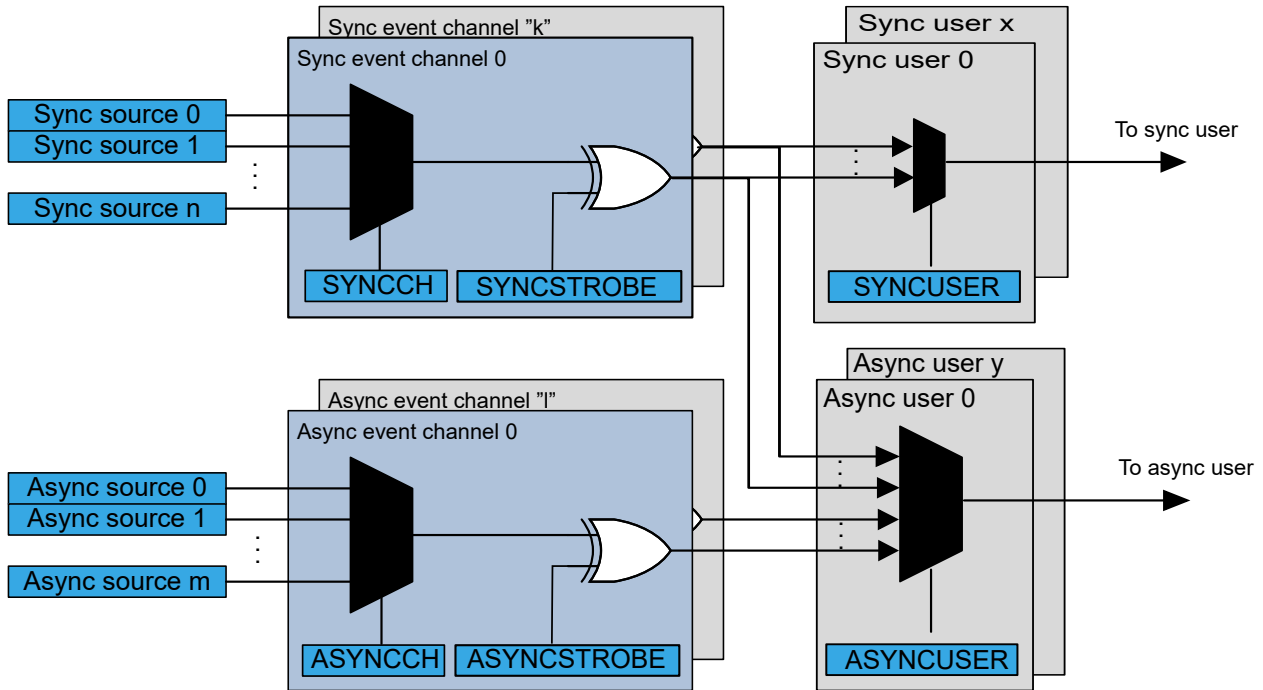 Sync event channel ”k”
Sync event channel 0
Sync source 0
Sync source 1
Sync source n
SYNCCH
SYNCSTROBE
Sync user x
Sync user 0
SYNCUSER
To sync user
Async event channel ”l”
Async event channel 0
Async source 0
Async source 1
Async source m
ASYNCCH
ASYNCSTROBE
Async user y
Async user 0
ASYNCUSER
To async user